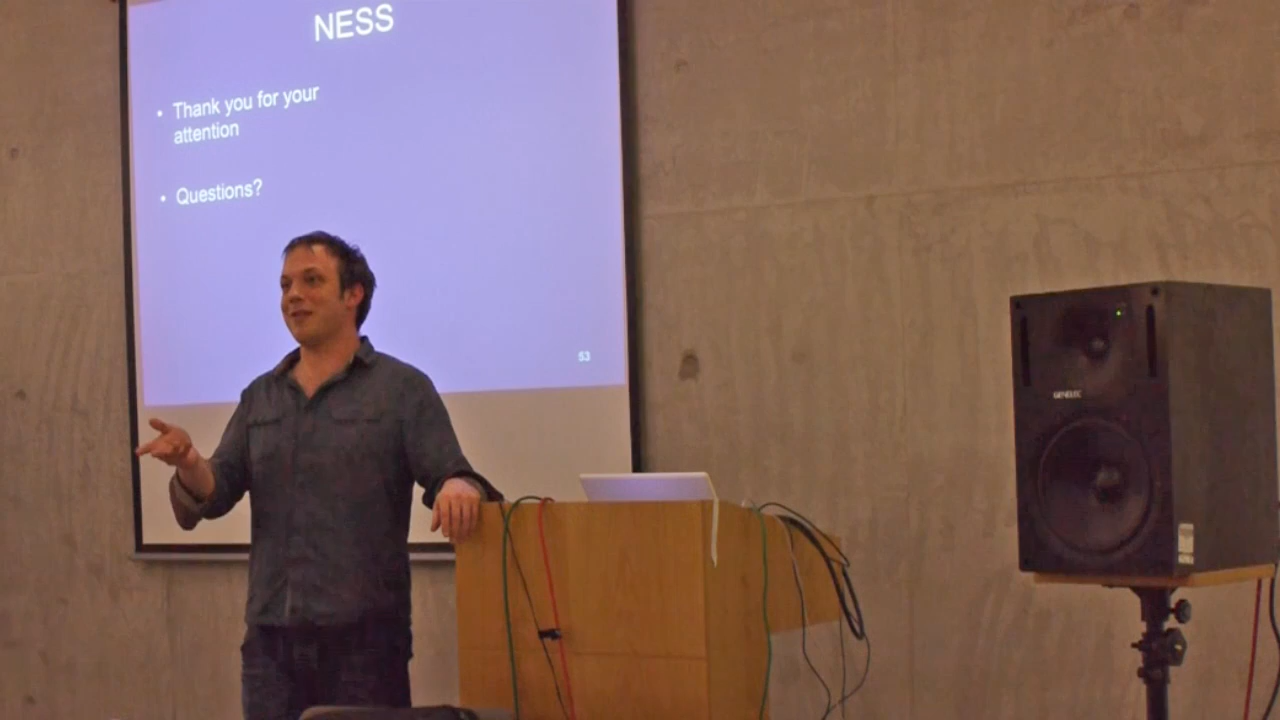 NESS
• Thank you for your
attention
• Questions?
53
GENELEC